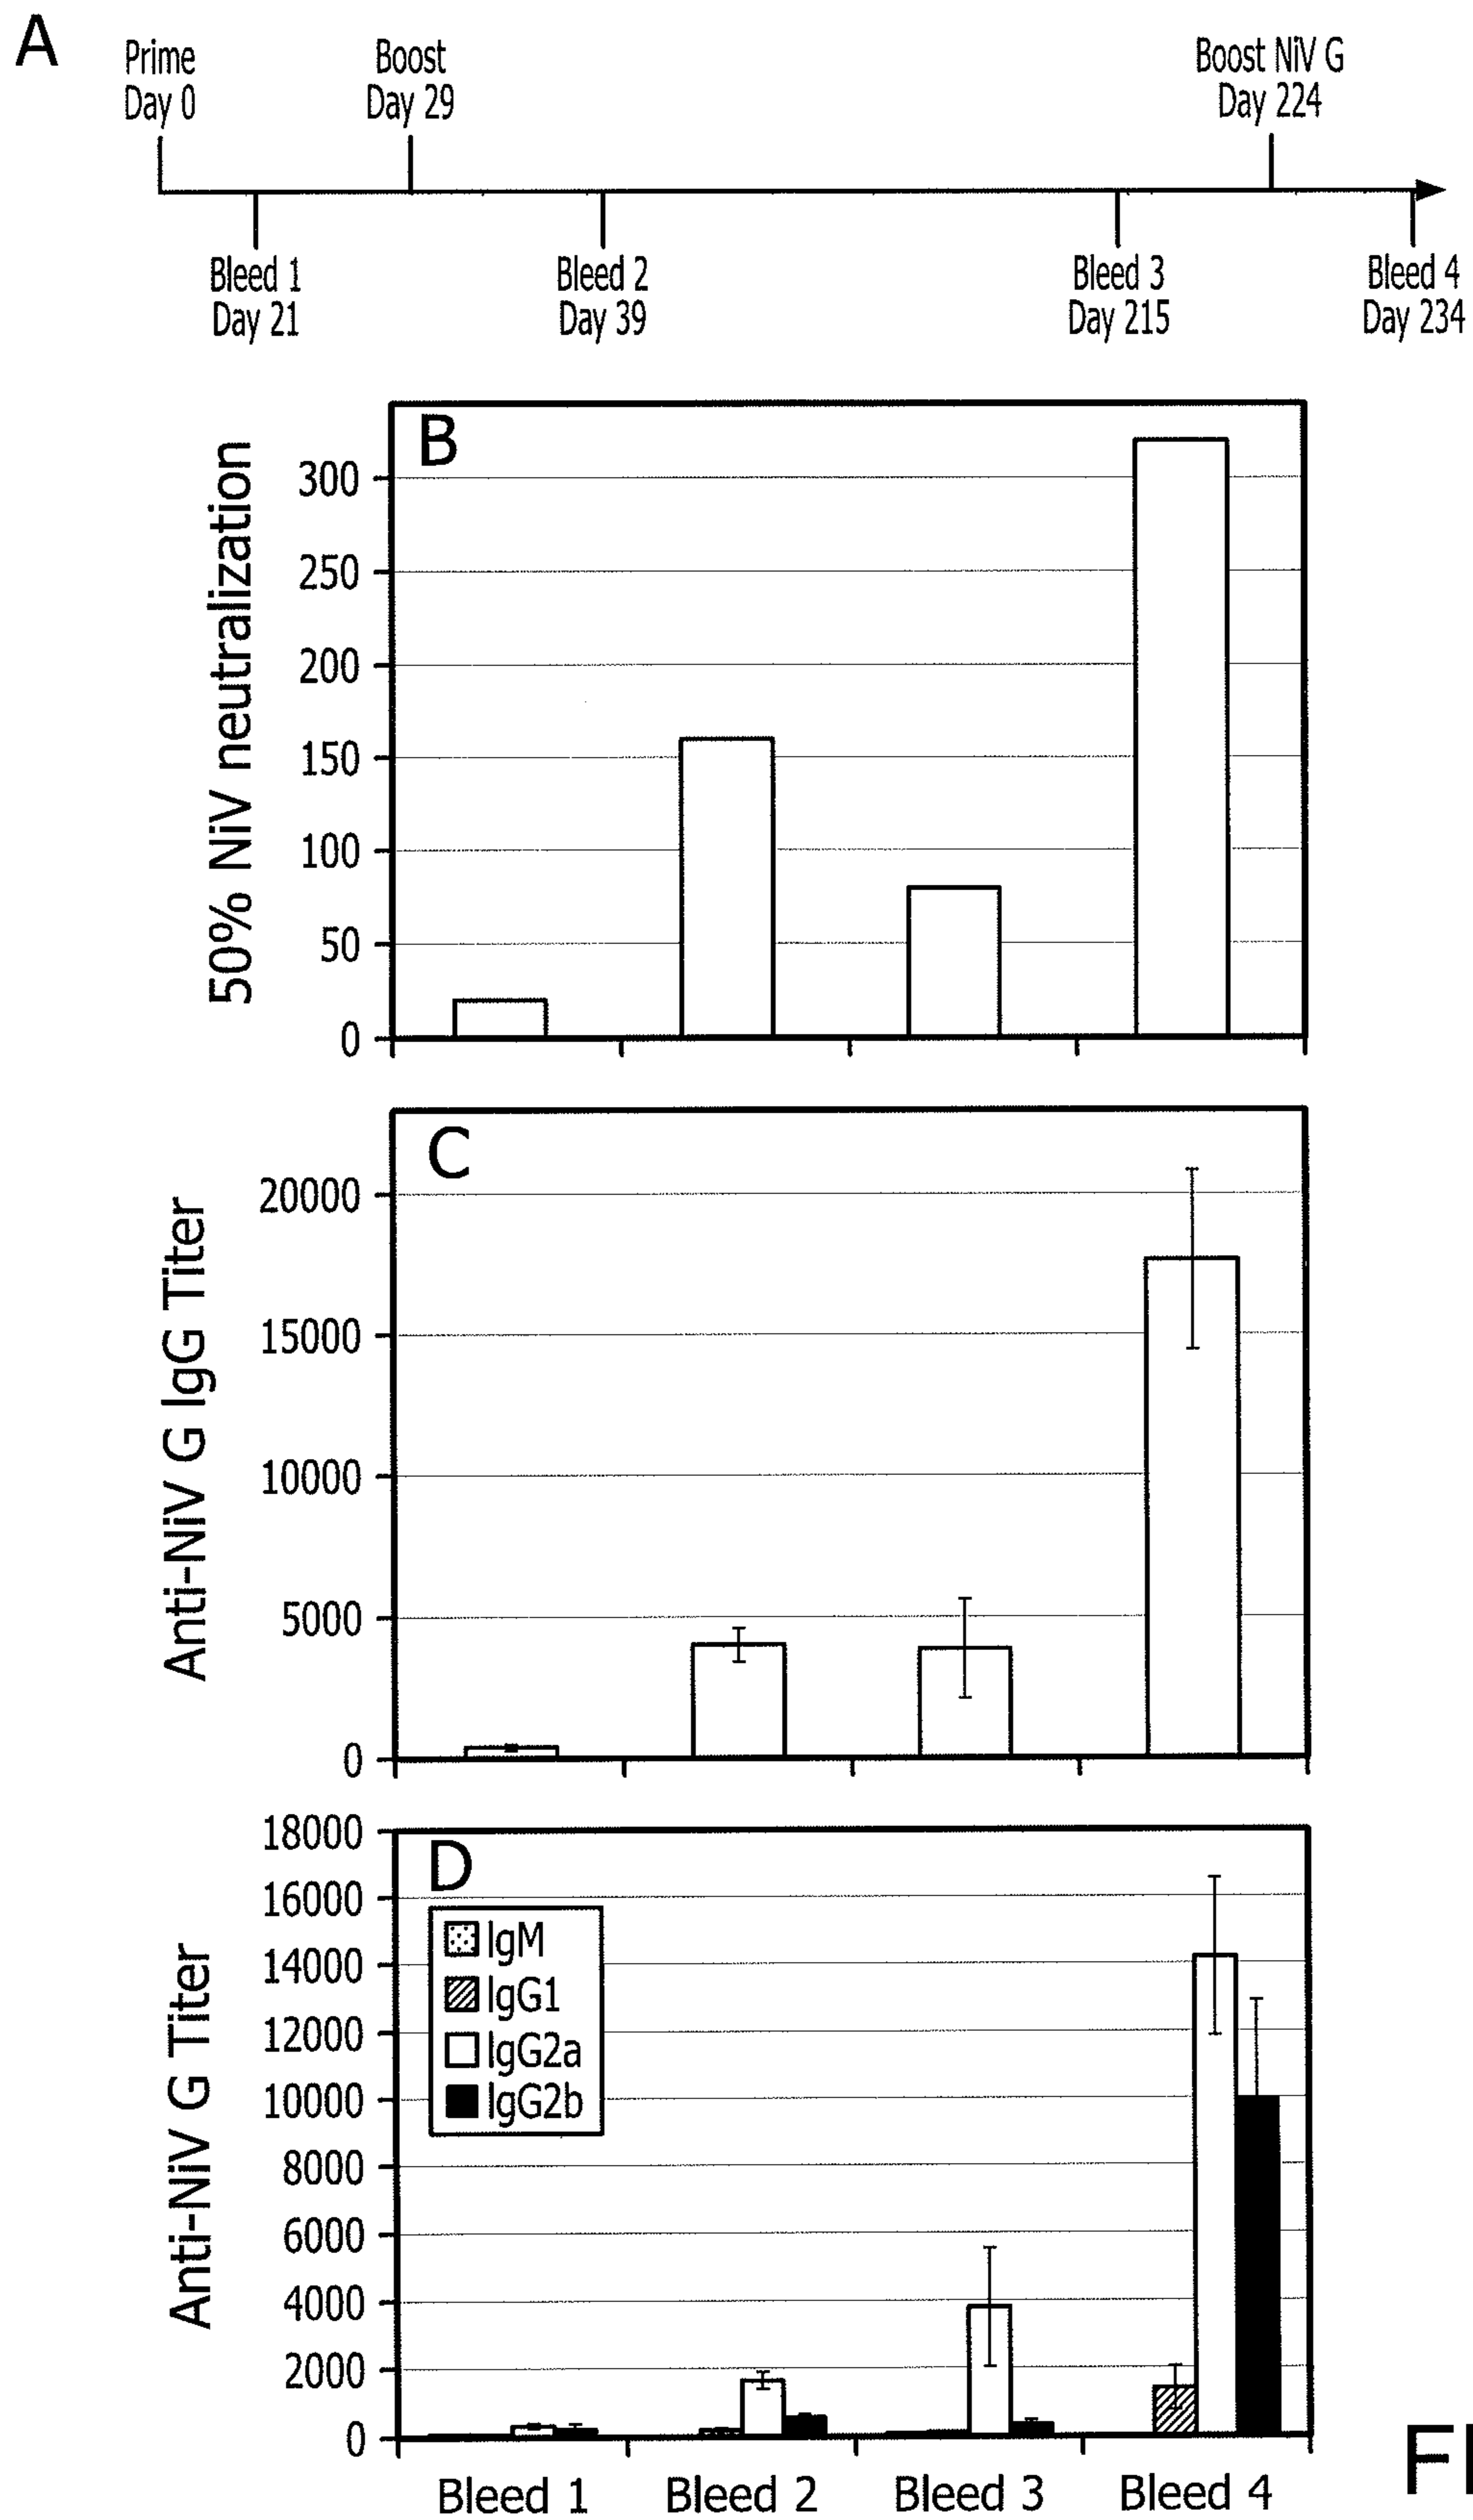 A
Prime
Day 0
Boost
Day 29
Boost NiV G
Day 224
Bleed 1
Day 21
Bleed 2
Day 39
Bleed 3
Day 215
Bleed 4
Day 234
B
50% NiV neutralization
300
250
200
150
100
50
0
C
Anti-NiV G IgG Titer
20000
15000
10000
5000
0
D
Anti-NiV G Titer
18000
16000
14000
12000
10000
8000
6000
4000
2000
0
IgM
IgG1
IgG2a
IgG2b
Bleed 1
Bleed 2
Bleed 3
Bleed 4